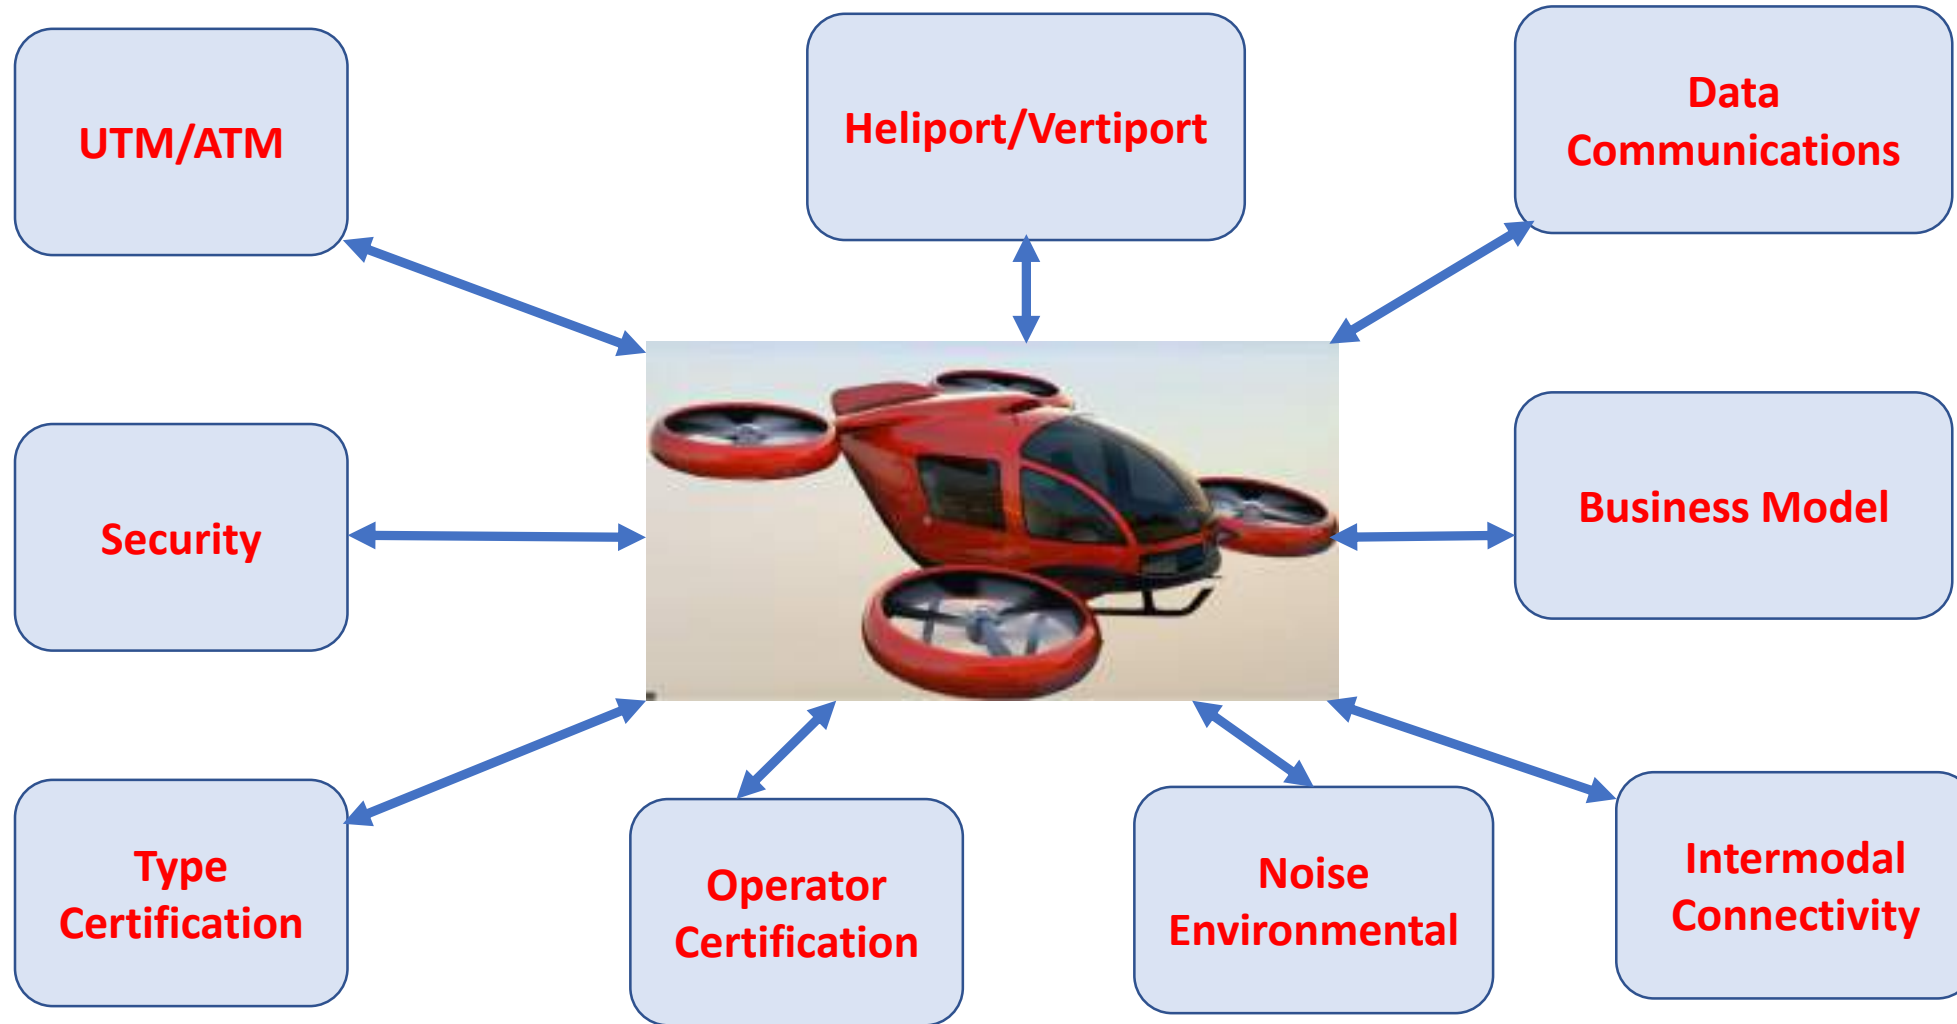 UTM/ATM
Heliport/Vertiport
Data
Communications
Security
Business Model
Type
Certification
Operator
Certification
Noise
Environmental
Intermodal
Connectivity